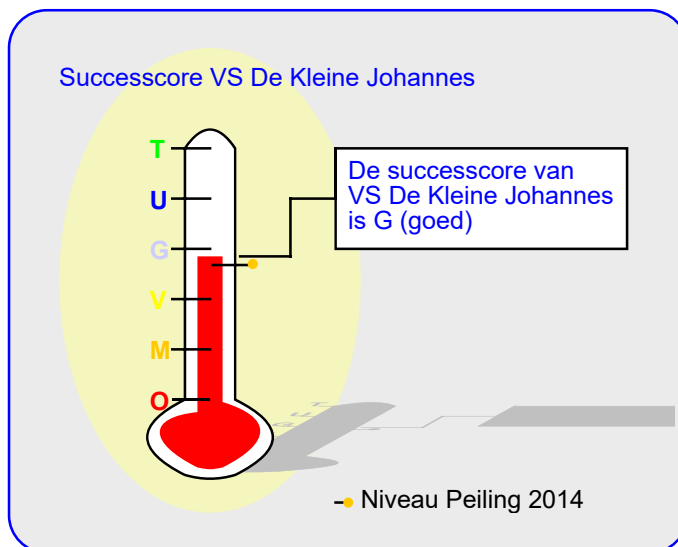 Successcore VS De Kleine Johannes
T
U
G
V
M
O
De successcore van
VS De Kleine Johannes
is G (goed)
Niveau Peiling 2014